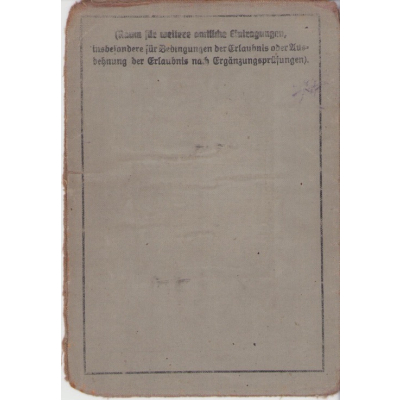 (Raum für weitere amtliche Eintragungen,
insbesondere für Bedingungen der Erlaubnis oder Aus-
dehnung der Erlaubnis nach Ergänzungsprüfungen).